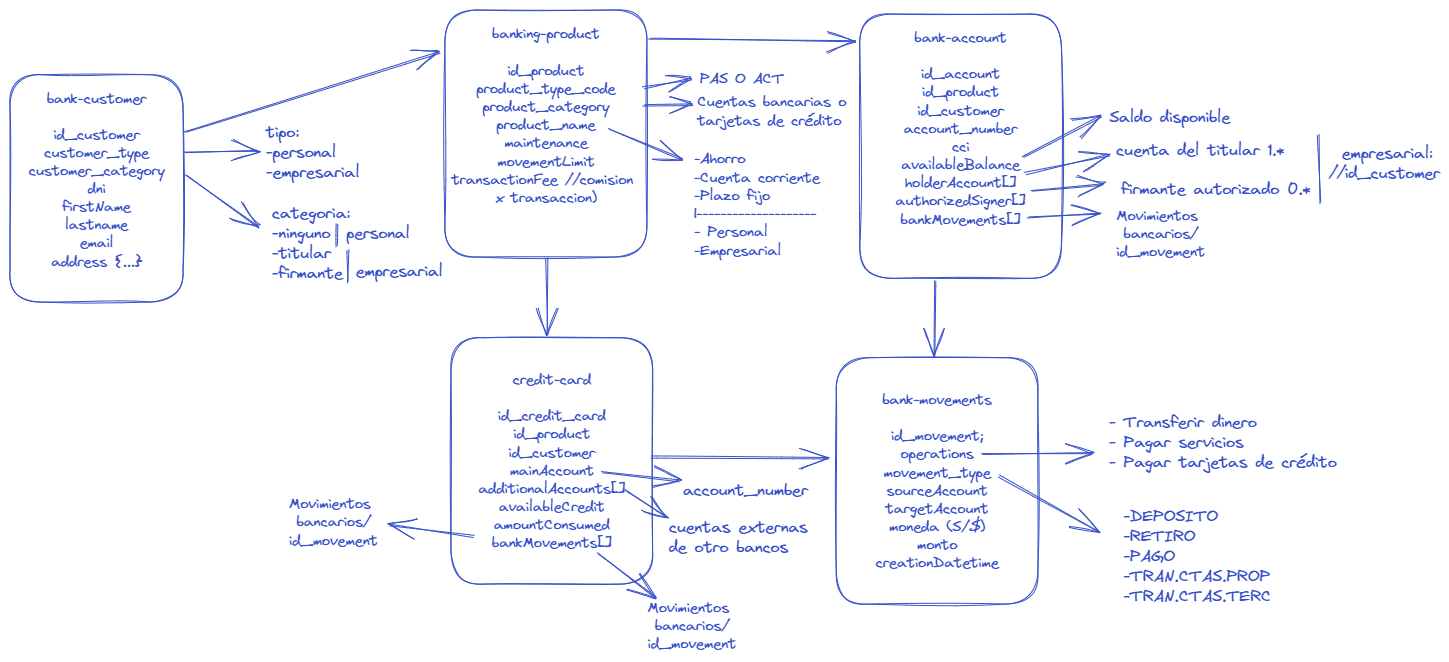 bank-customer
id_customer
customer_type
customer_category
dni
firstName
lastname
email
address {...}
tipo:
-personal
-empresarial
categoria:
-ninguno | personal
-titular
-firmante | empresarial
banking-product
id_product
product_type_code
product_category
product_name
maintenance
movementLimit
transactionFee //comision
x transaccion)
PAS O ACT
Cuentas bancarias o
tarjetas de crédito
-Ahorro
-Cuenta corriente
-Plazo fijo
|--------------------
- Personal
-Empresarial
bank-account
id_account
id_product
id_customer
account_number
cci
availableBalance
holderAccount[]
authorizedSigner[]
bankMovements[]
Saldo disponible
cuenta del titular 1.*
firmante autorizado 0.*
empresarial:
//id_customer
Movimientos
bancarios/
id_movement
credit-card
id_credit_card
id_product
id_customer
mainAccount
additionalAccounts[]
availableCredit
amountConsumed
bankMovements[]
account_number
cuentas externas
de otro bancos
Movimientos
bancarios/
id_movement
Movimientos
bancarios/
id_movement
bank-movements
id_movement;
operations
movement_type
sourceAccount
targetAccount
moneda (S/$)
monto
creationDatetime
- Transferir dinero
- Pagar servicios
- Pagar tarjetas de crédito
-DEPOSITO
-RETIRO
-PAGO
-TRAN.CTAS.PROP
-TRAN.CTAS.TERC